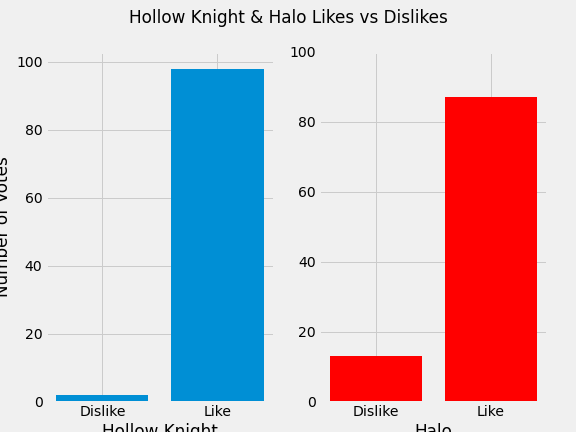 Hollow Knight & Halo Likes vs Dislikes
Number of Votes
100
80
60
40
20
0
Dislike
Like
Hollow Knight
100
80
60
40
20
0
Dislike
Like
Halo